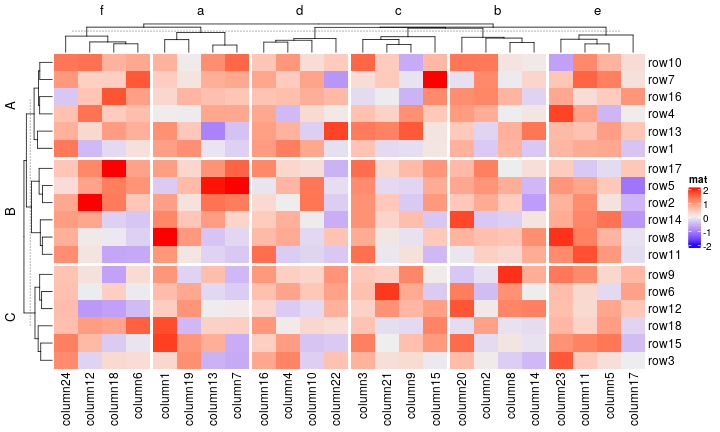 f a d c b e
A
row10
row7
row16
row4
row13
row1
B
row17
row5
row2
row14
row8
row11
C
row9
row6
row12
row18
row15
row3
mat
2
1
0
-1
-2
column24 column12 column18 column6 column1 column19 column13 column7 column16 column4 column10 column22 column3 column21 column9 column15 column20 column2 column8 column14 column23 column11 column5 column17